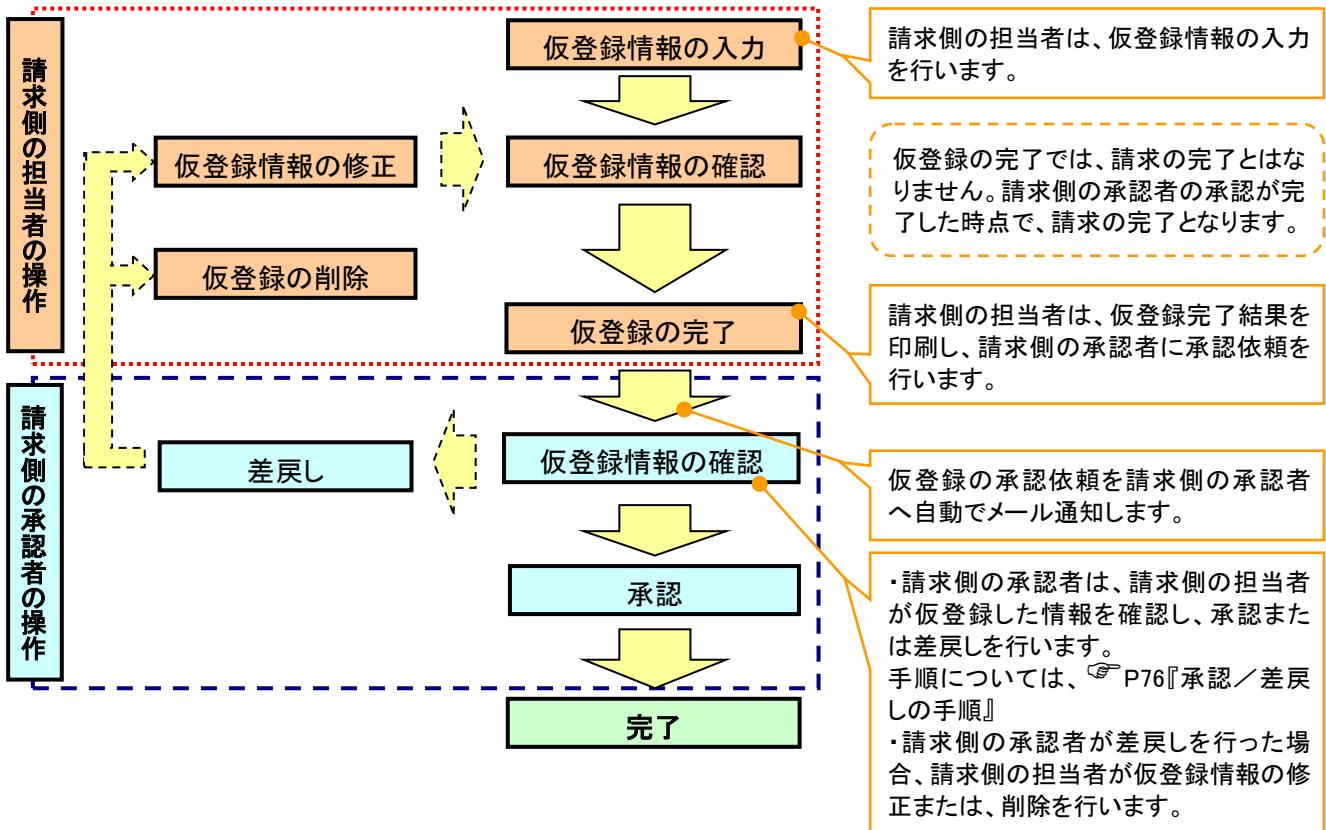 請求側の担当者の操作
仮登録情報の入力
仮登録情報の修正
仮登録情報の確認
仮登録の削除
仮登録の完了
請求側の担当者は、仮登録情報の入力
を行います。
仮登録の完了では、請求の完了とはな
りません。請求側の承認者の承認が完
了した時点で、請求の完了となります。
請求側の担当者は、仮登録完了結果を
印刷し、請求側の承認者に承認依頼を
行います。
請求側の承認者の操作
差戻し
仮登録情報の確認
承認
完了
仮登録の承認依頼を請求側の承認者
へ自動でメール通知します。
・請求側の承認者は、請求側の担当者
が仮登録した情報を確認し、承認また
は差戻しを行います。
手順については、☞P76『承認／差戻
しの手順』
・請求側の承認者が差戻しを行った場
合、請求側の担当者が仮登録情報の修
正または、削除を行います。